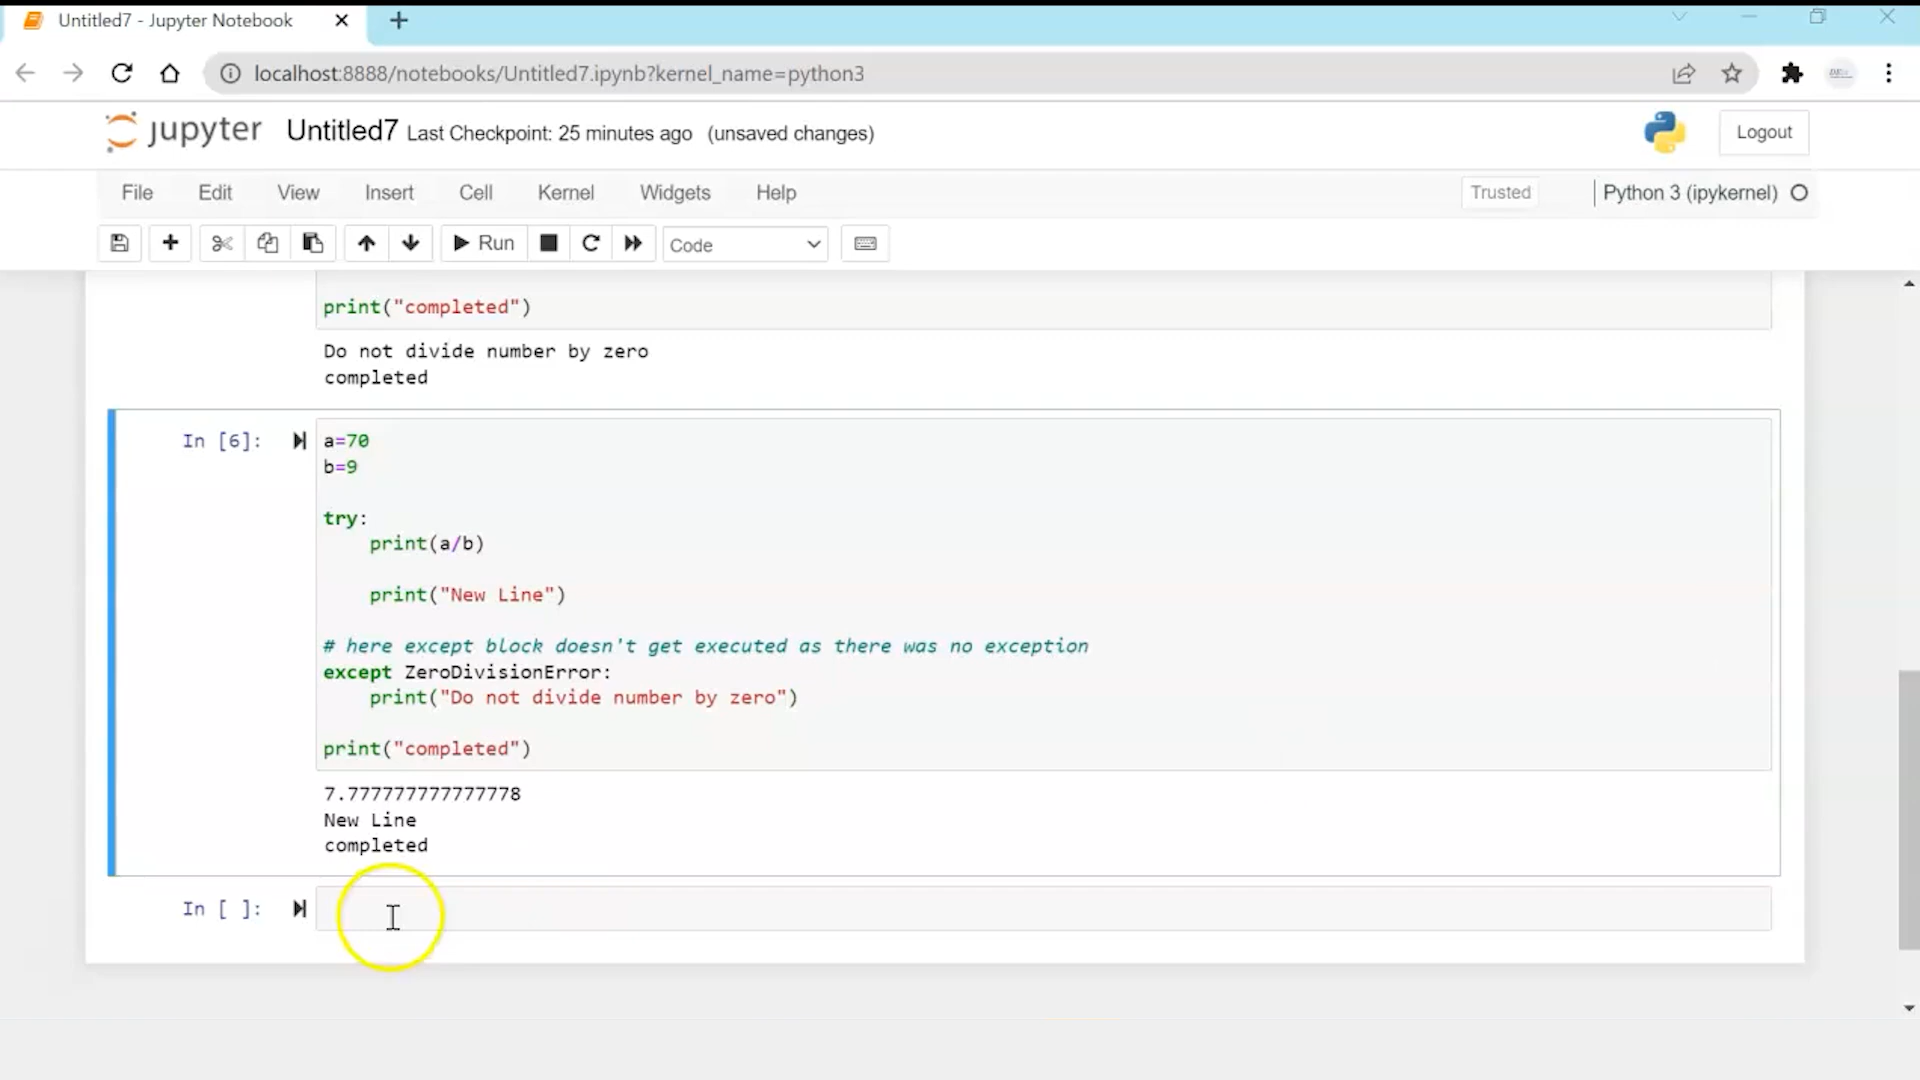 Untitled7 - Jupyter Notebook
localhost:8888/notebooks/Untitled7.ipynb?kernel_name=python3
jupyter Untitled7 Last Checkpoint: 25 minutes ago (unsaved changes)
Logout
File Edit View Insert Cell Kernel Widgets Help
Trusted Python 3 (ipykernel)
Run Code
print("completed")
Do not divide number by zero
completed
In [6]: a=70
b=9
try:
print(a/b)
print("New Line")
# here except block doesn't get executed as there was no exception
except ZeroDivisionError:
print("Do not divide number by zero")
print("completed")
7.777777777777778
New Line
completed
In [ ]: